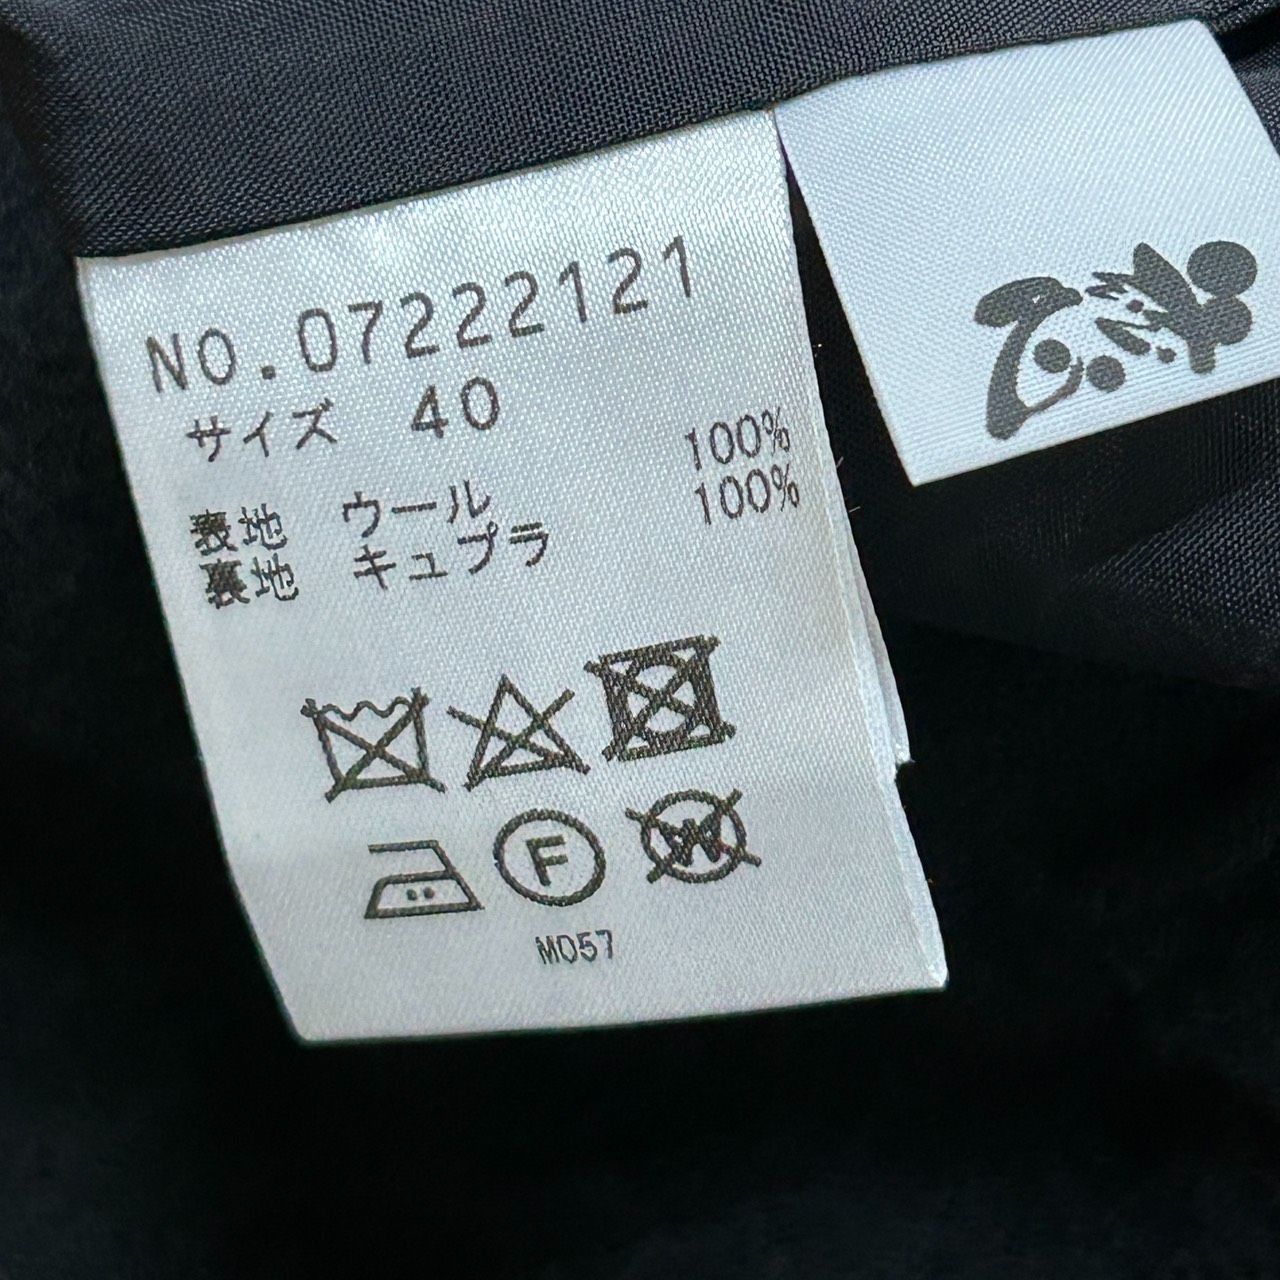 NO.07222121
サイズ 40
表地 ウール 100%
裏地 キュプラ 100%
F
W
M057